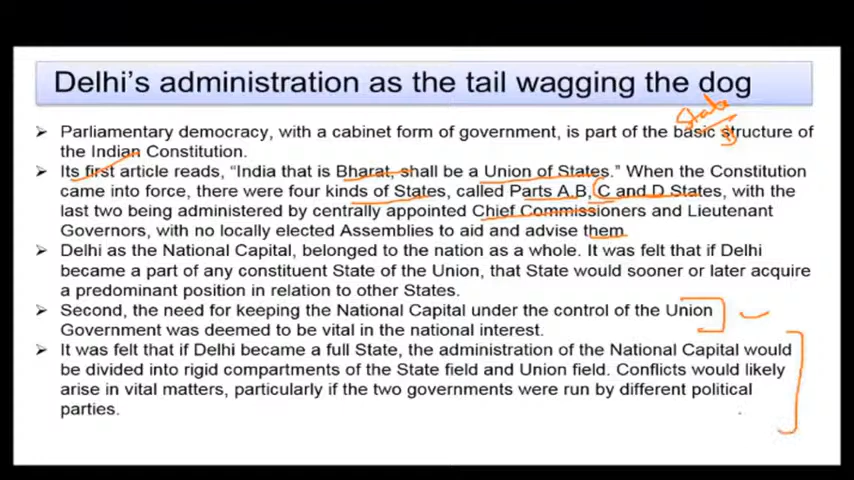 Delhi's administration as the tail wagging the dog
State
➢ Parliamentary democracy, with a cabinet form of government, is part of the basic structure of
the Indian Constitution.
➢ Its first article reads, "India that is Bharat, shall be a Union of States." When the Constitution
came into force, there were four kinds of States, called Parts A,B, C and D States, with the
last two being administered by centrally appointed Chief Commissioners and Lieutenant
Governors, with no locally elected Assemblies to aid and advise them.
➢ Delhi as the National Capital, belonged to the nation as a whole. It was felt that if Delhi
became a part of any constituent State of the Union, that State would sooner or later acquire
a predominant position in relation to other States.
➢ Second, the need for keeping the National Capital under the control of the Union
Government was deemed to be vital in the national interest.
➢ It was felt that if Delhi became a full State, the administration of the National Capital would
be divided into rigid compartments of the State field and Union field. Conflicts would likely
arise in vital matters, particularly if the two governments were run by different political
parties.